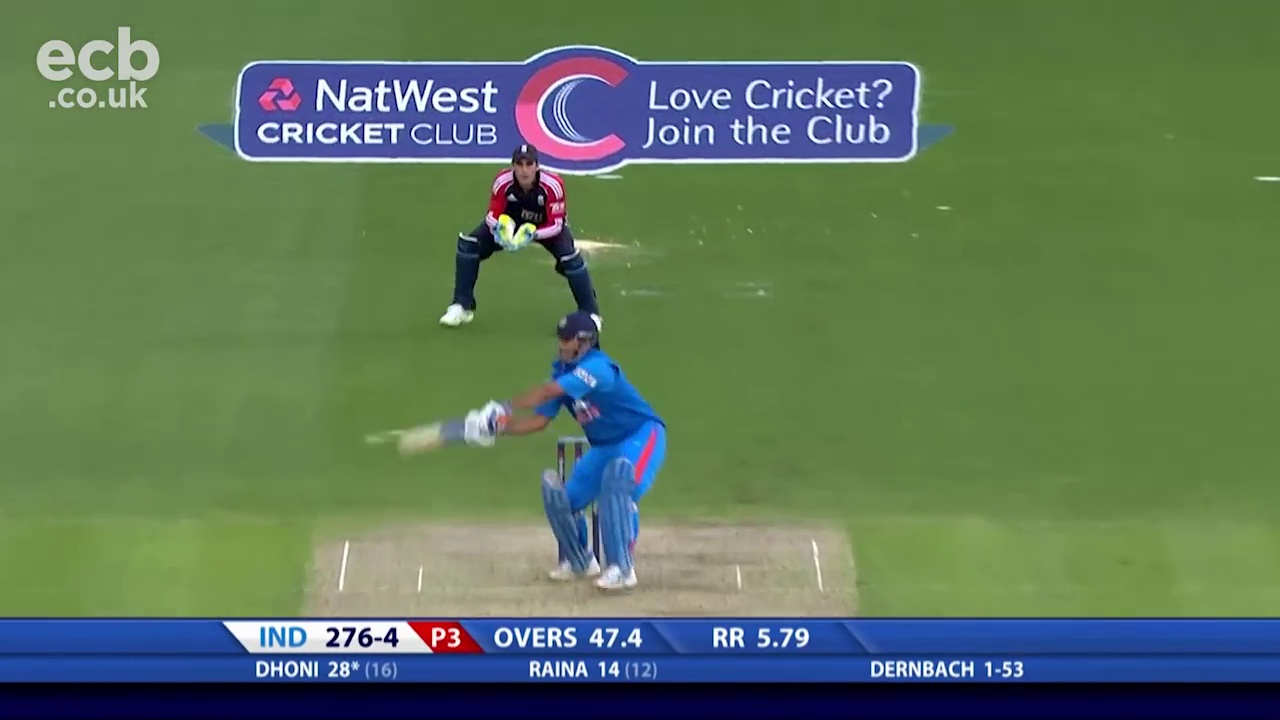 ecb
.co.uk
NatWest
CRICKET CLUB
Love Cricket?
Join the Club
IND 276-4 P3 OVERS 47.4 RR 5.79
DHONI 28* (16) RAINA 14 (12) DERNBACH 1-53